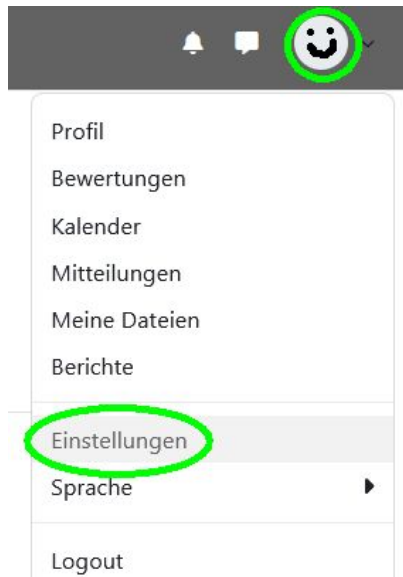 Profil
Bewertungen
Kalender
Mitteilungen
Meine Dateien
Berichte
Einstellungen
Sprache
Logout